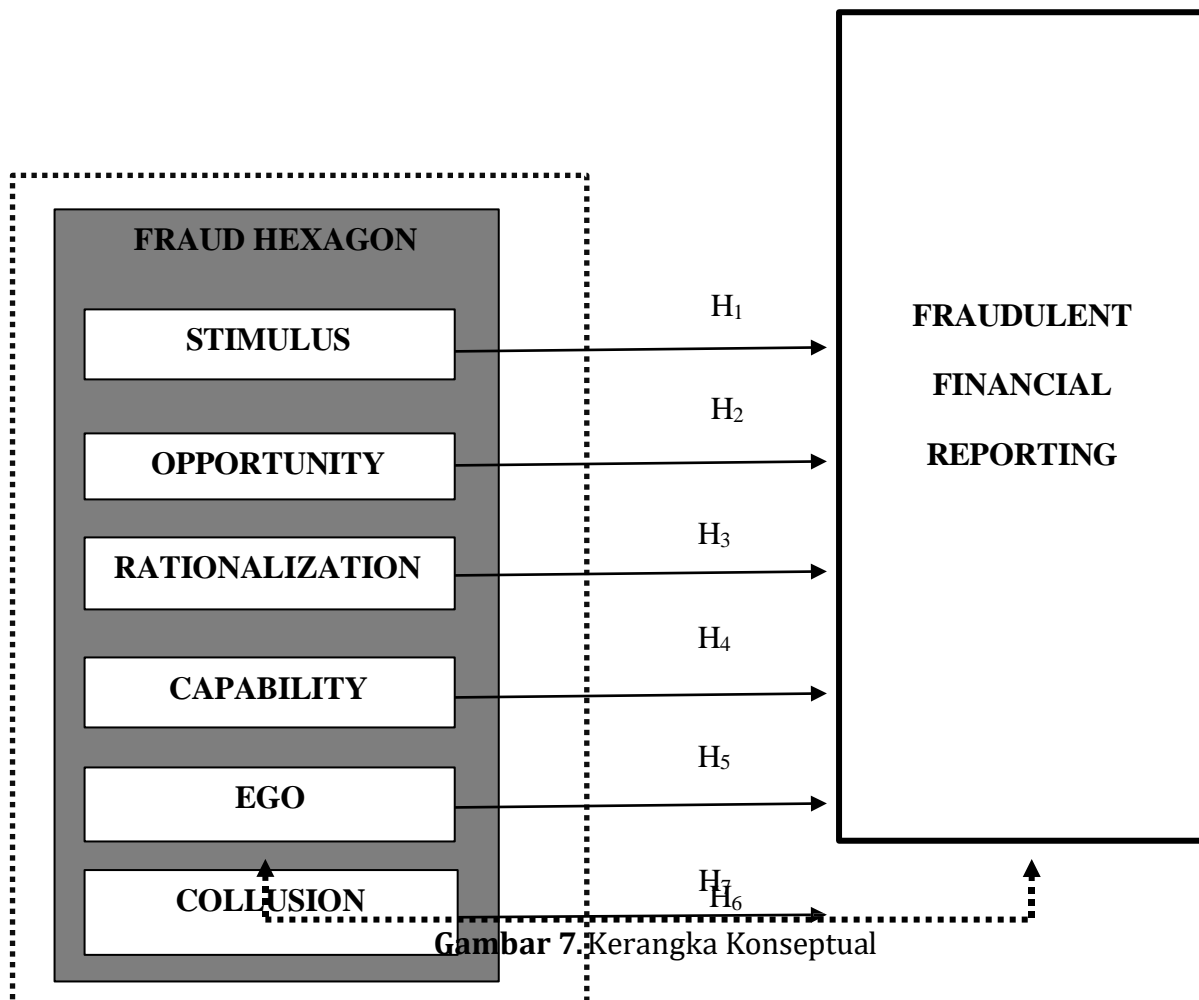 FRAUD HEXAGON
STIMULUS
OPPORTUNITY
RATIONALIZATION
CAPABILITY
EGO
COLLUSION
H₁
H₂
H₃
H₄
H₅
H₇
H₆
FRAUDULENT
FINANCIAL
REPORTING
Gambar 7. Kerangka Konseptual